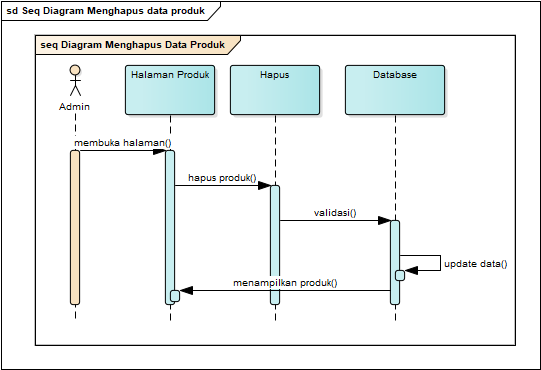 sd Seq Diagram Menghapus data produk
seq Diagram Menghapus Data Produk
Admin
Halaman Produk
Hapus
Database
membuka halaman()
hapus produk()
validasi()
update data()
menampilkan produk()